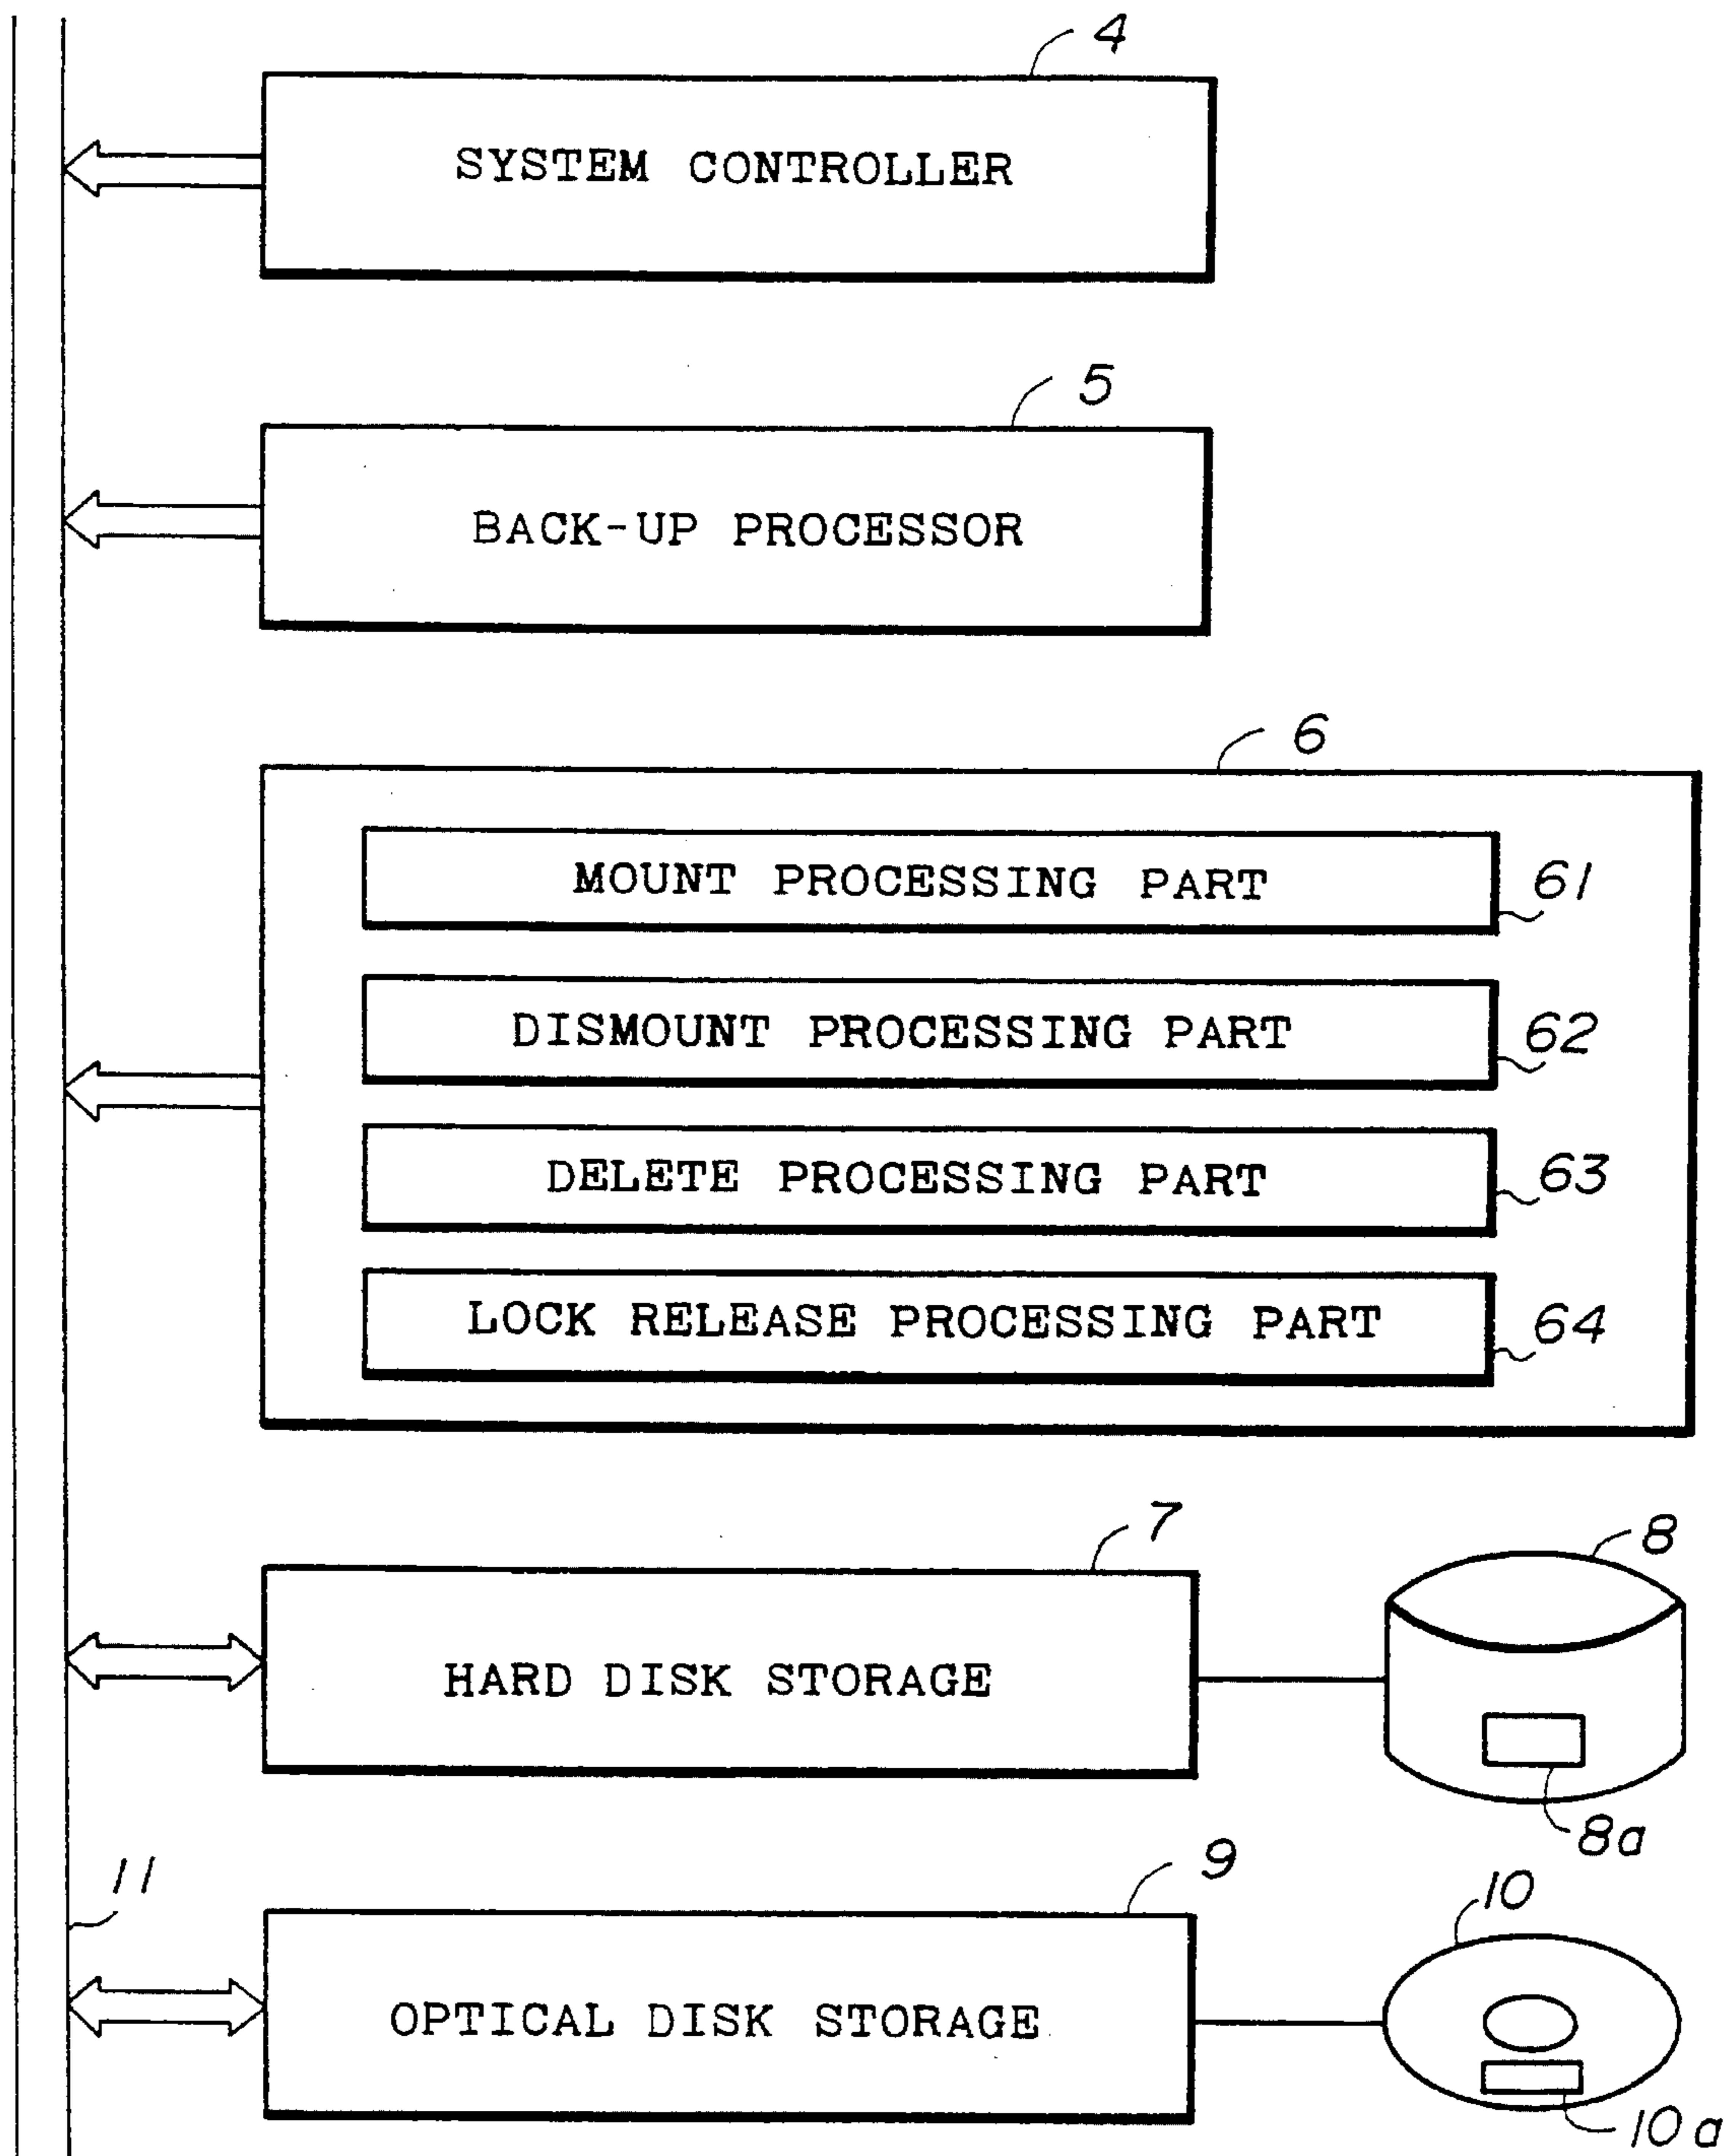 4
SYSTEM CONTROLLER
5
BACK-UP PROCESSOR
6
MOUNT PROCESSING PART
61
DISMOUNT PROCESSING PART
62
DELETE PROCESSING PART
63
LOCK RELEASE PROCESSING PART
64
7
8
HARD DISK STORAGE
8a
11
9
10
OPTICAL DISK STORAGE
10a